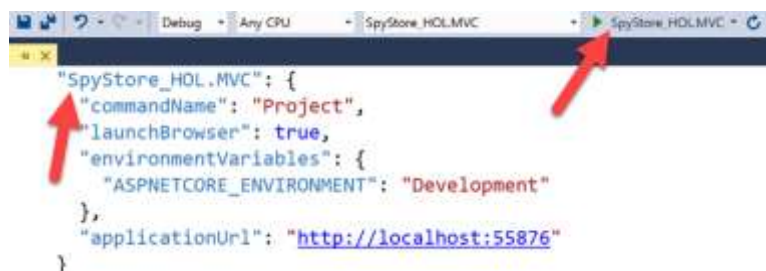 Debug Any CPU SpyStore_HOL.MVC SpyStore_HOL.MVC
"SpyStore_HOL.MVC": {
"commandName": "Project",
"launchBrowser": true,
"environmentVariables": {
"ASPNETCORE_ENVIRONMENT": "Development"
},
"applicationUrl": "http://localhost:55876"
}